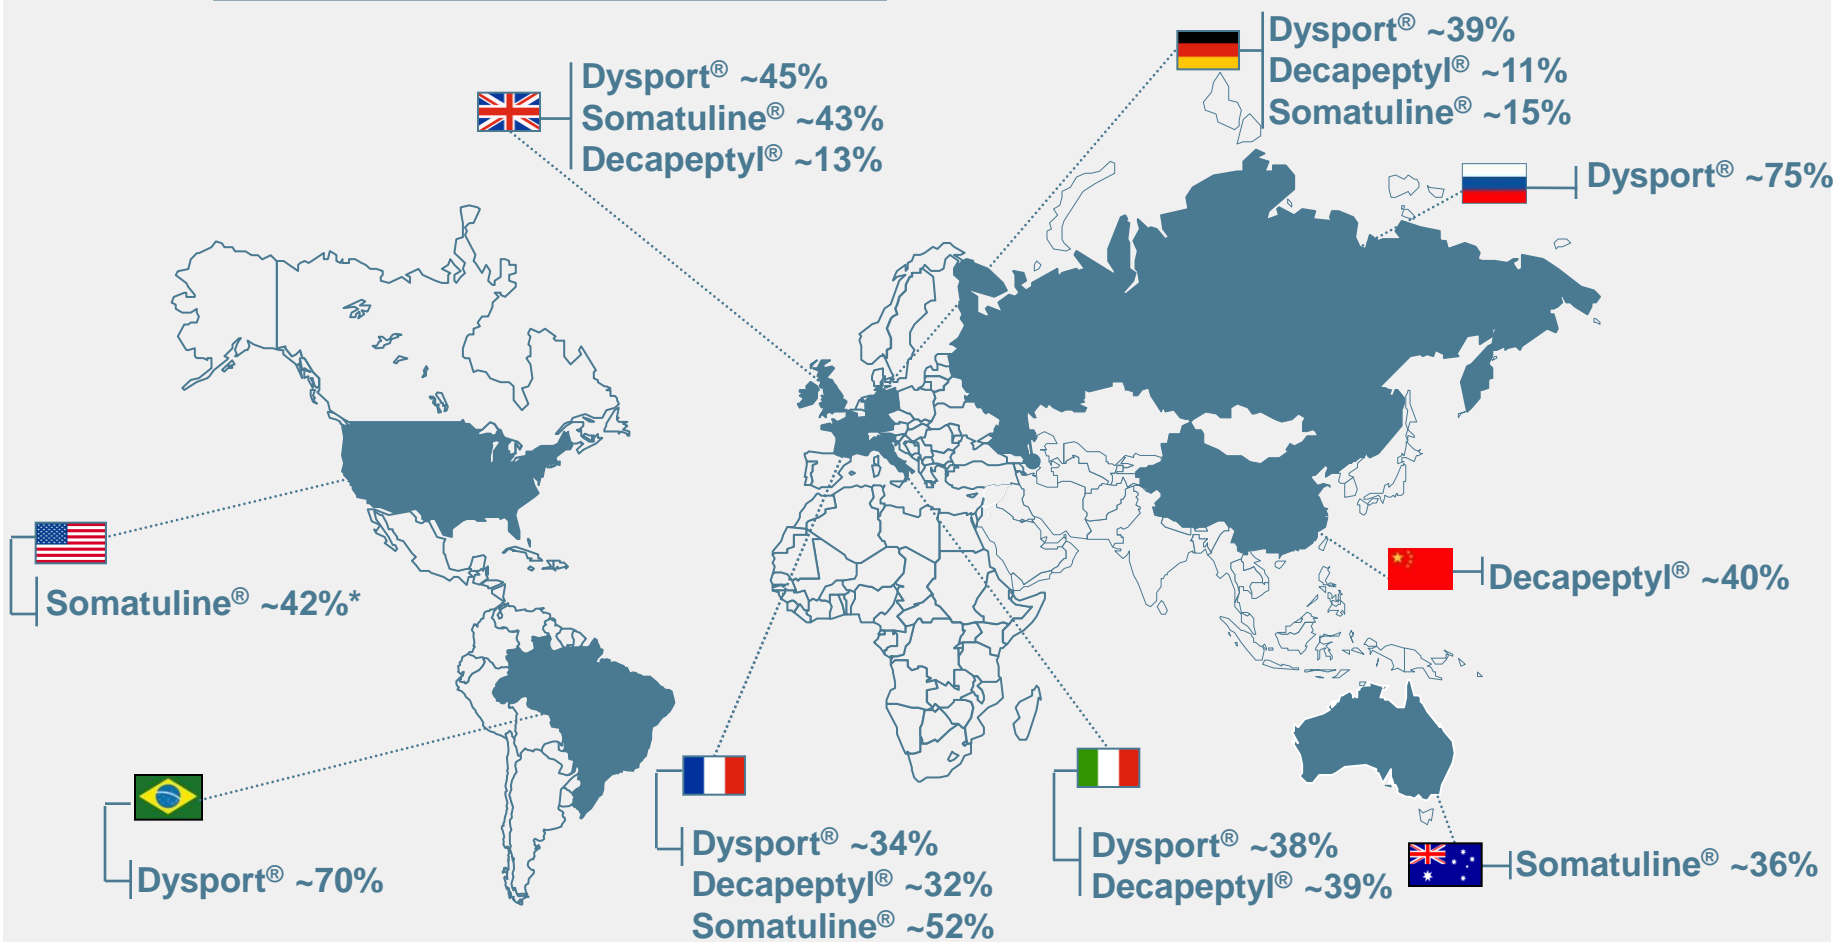 Dysport® ~39%
Decapeptyl® ~11%
Somatuline® ~15%
Dysport® ~45%
Somatuline® ~43%
Decapeptyl® ~13%
Dysport® ~75%
Somatuline® ~42%*
Decapeptyl® ~40%
Dysport® ~70%
Dysport® ~34%
Decapeptyl® ~32%
Somatuline® ~52%
Dysport® ~38%
Decapeptyl® ~39%
Somatuline® ~36%